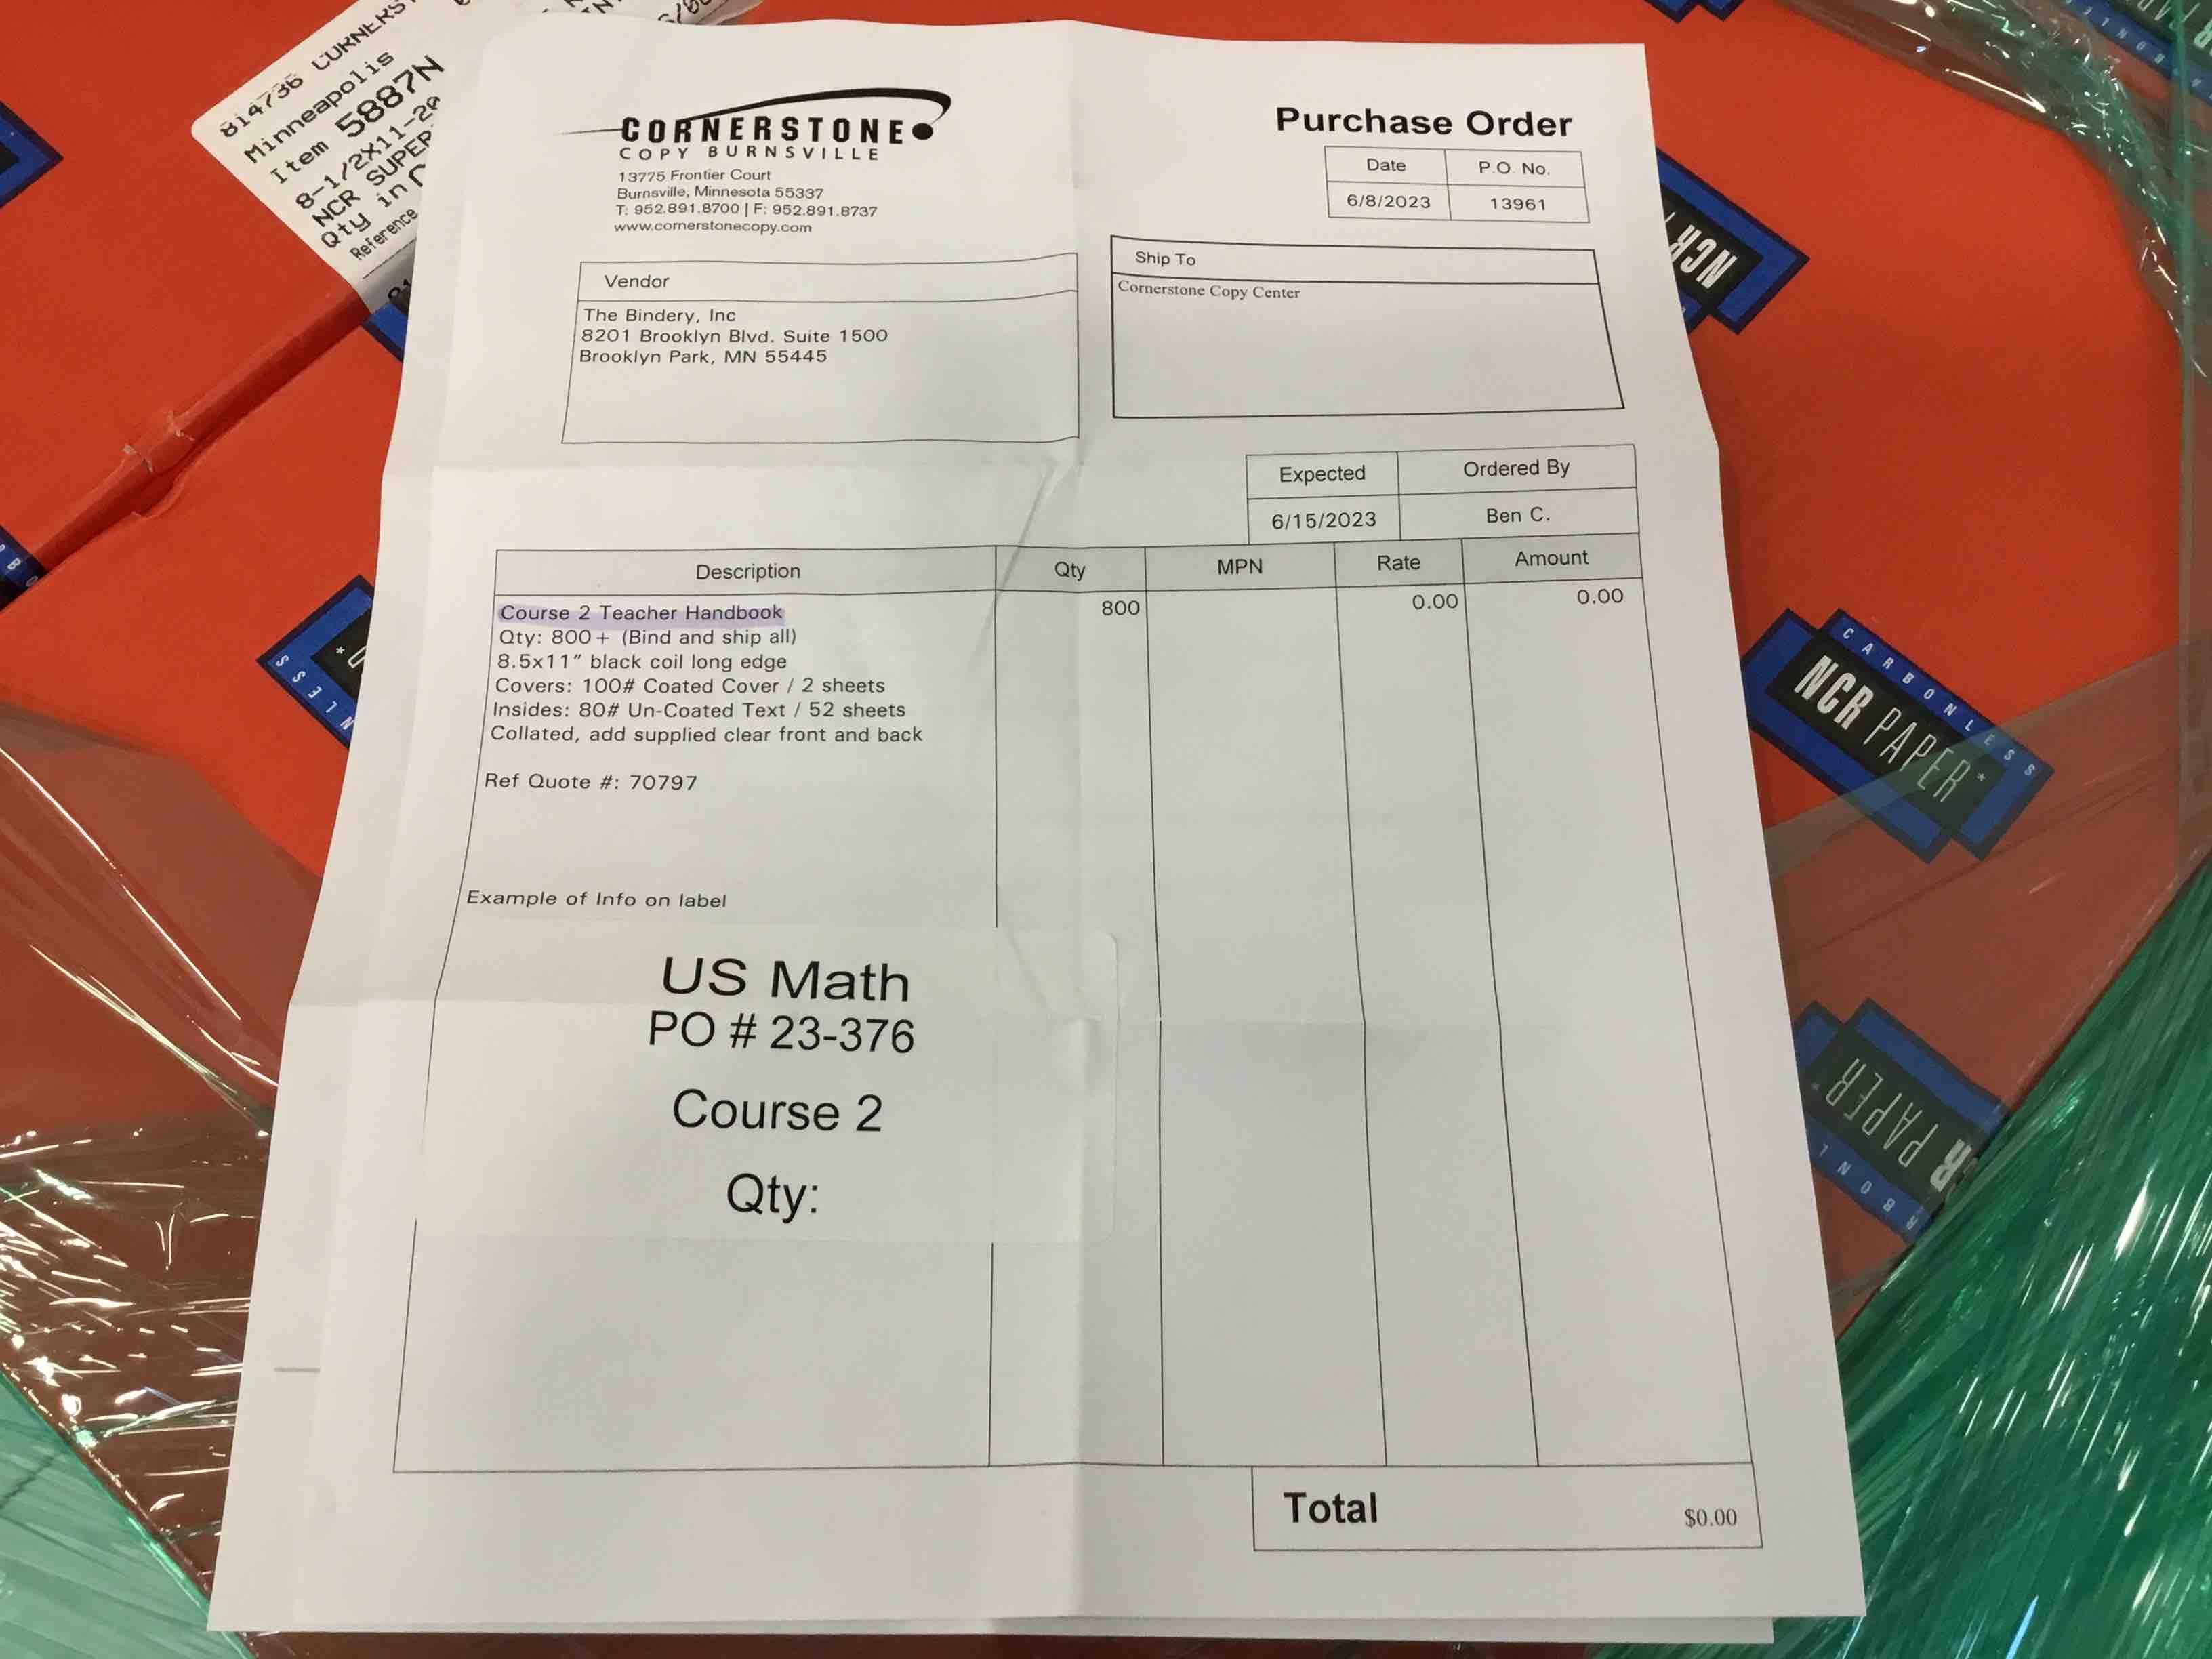 814736
Minneapolis
Item 5887N
NCR SUPER
Qty in
Reference
CORNERSTONE
COPY BURNSVILLE
13775 Frontier Court
Burnsville, Minnesota 55337
T: 952.891.8700 | F: 952.891.8737
www.cornerstonecopy.com
Purchase Order
Date P.O. No.
6/8/2023 13961
Vendor
The Bindery, Inc
8201 Brooklyn Blvd. Suite 1500
Brooklyn Park, MN 55445
Ship To
Cornerstone Copy Center
Expected Ordered By
6/15/2023 Ben C.
Description Qty MPN Rate Amount
Course 2 Teacher Handbook 800 0.00 0.00
Qty: 800+ (Bind and ship all)
8.5x11" black coil long edge
Covers: 100# Coated Cover / 2 sheets
Insides: 80# Un-Coated Text / 52 sheets
Collated, add supplied clear front and back
Ref Quote #: 70797
Example of Info on label
US Math
PO # 23-376
Course 2
Qty:
Total $0.00
NCR
CARBONLESS
NCR PAPER*
PAPER*